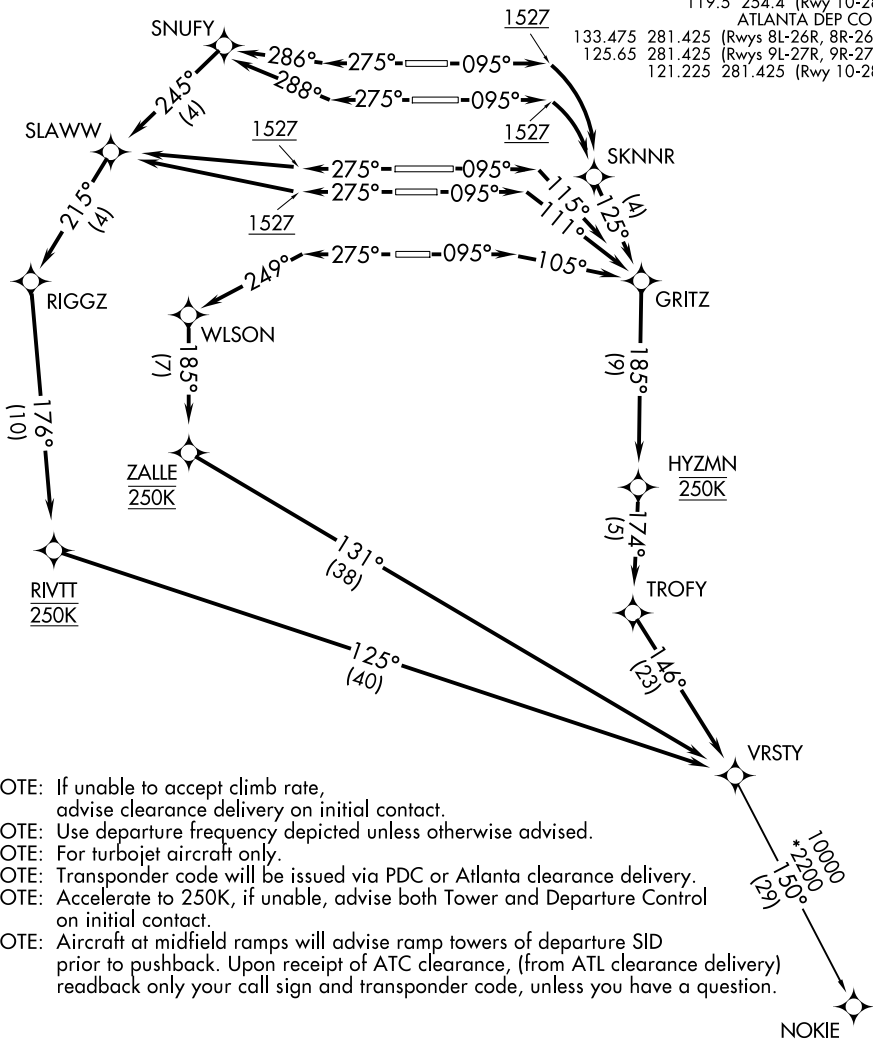 119.5 254.4 (Rwy 10-28
ATLANTA DEP CO
133.475 281.425 (Rwys 8L-26R, 8R-26
125.65 281.425 (Rwys 9L-27R, 9R-27
121.225 281.425 (Rwy 10-28
SNUFY
1527
286°
275°
095°
288°
275°
095°
245°
(4)
1527
SLAWW
1527
275°
095°
SKNNR
275°
095°
1527
115°
111°
125°
(4)
215°
(4)
249°
275°
095°
105°
RIGGZ
GRITZ
WLSON
185°
(7)
185°
(9)
176°
(10)
ZALLE
250K
HYZMN
250K
174°
(5)
131°
(38)
RIVTT
250K
TROFY
125°
(40)
146°
(23)
VRSTY
OTE: If unable to accept climb rate,
advise clearance delivery on initial contact.
OTE: Use departure frequency depicted unless otherwise advised.
OTE: For turbojet aircraft only.
OTE: Transponder code will be issued via PDC or Atlanta clearance delivery.
OTE: Accelerate to 250K, if unable, advise both Tower and Departure Control
on initial contact.
OTE: Aircraft at midfield ramps will advise ramp towers of departure SID
prior to pushback. Upon receipt of ATC clearance, (from ATL clearance delivery)
readback only your call sign and transponder code, unless you have a question.
10000
*2200
150°
(29)
NOKIE